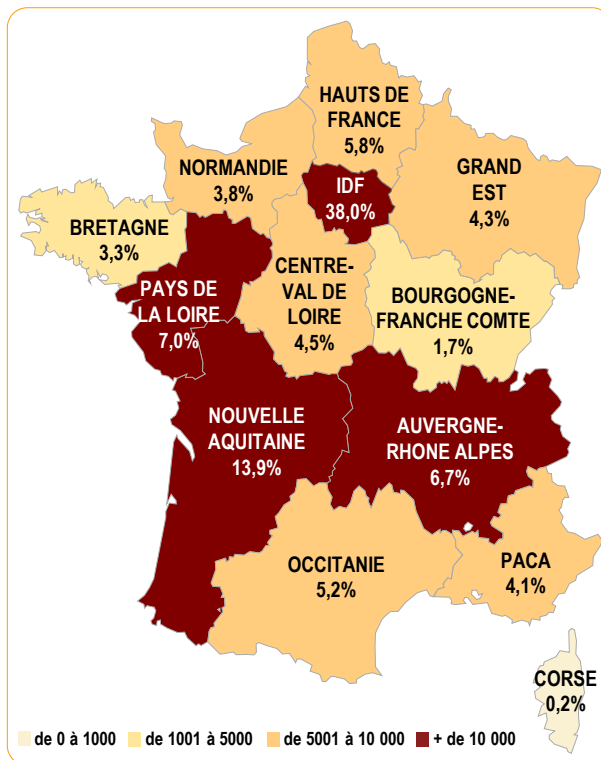 HAUTS DE
FRANCE
5,8%
NORMANDIE
3,8%
IDF
38,0%
GRAND
EST
4,3%
BRETAGNE
3,3%
PAYS DE
LA LOIRE
7,0%
CENTRE-
VAL DE
LOIRE
4,5%
BOURGOGNE-
FRANCHE COMTE
1,7%
NOUVELLE
AQUITAINE
13,9%
AUVERGNE-
RHONE ALPES
6,7%
OCCITANIE
5,2%
PACA
4,1%
CORSE
0,2%
de 0 à 1000
de 1001 à 5000
de 5001 à 10 000
+ de 10 000